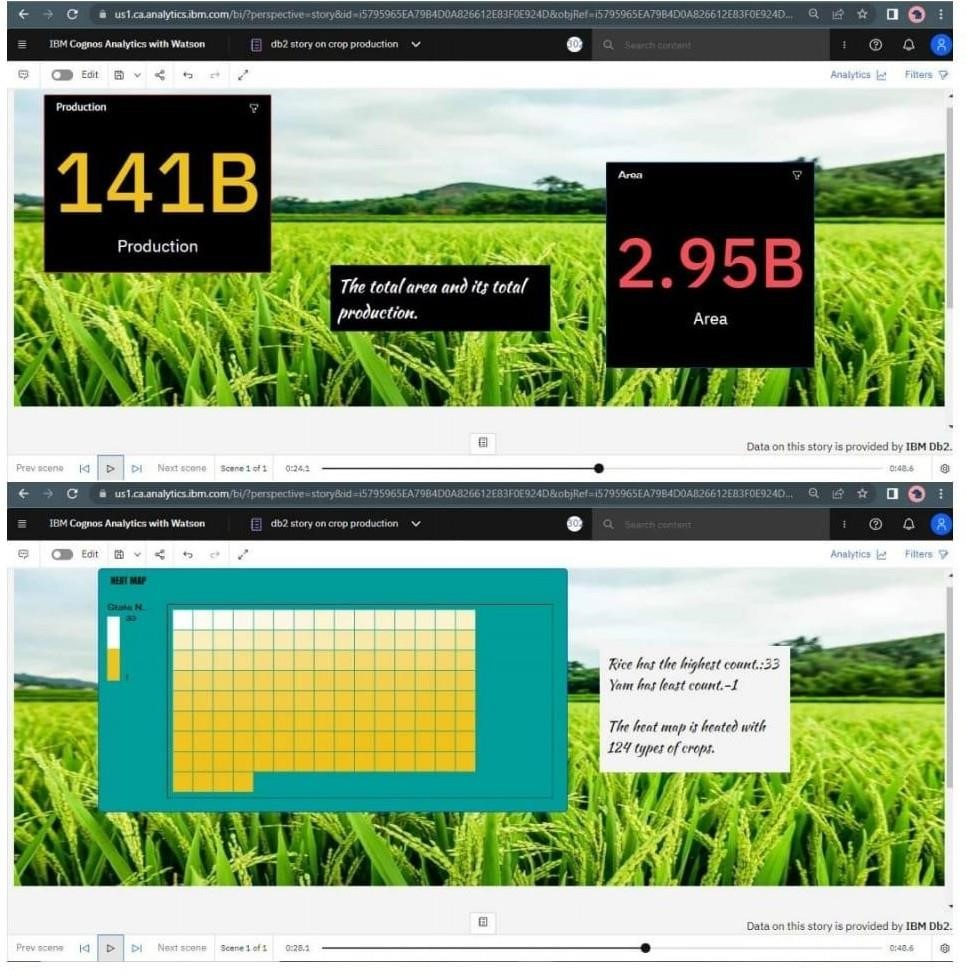 us1.ca.analytics.ibm.com/bi/?perspective=story&id=i5795965EA79B4D0A826612E83F0E924D&objRef=i5795965EA79B4D0A826612E83F0E924D...
IBM Cognos Analytics with Watson db2 story on crop production Search content
Edit Analytics Filters
Production
141B
Production
Area
2.95B
Area
The total area and its total
production.
Data on this story is provided by IBM Db2.
Prev scene Next scene Scene 1 of 1 0:24.1 0:48.6
us1.ca.analytics.ibm.com/bi/?perspective=story&id=i5795965EA79B4D0A826612E83F0E924D&objRef=i5795965EA79B4D0A826612E83F0E924D...
IBM Cognos Analytics with Watson db2 story on crop production Search content
Edit Analytics Filters
HEAT MAP
State N...
33
1
Rice has the highest count.:33
Yam has least count.-1
The heat map is heated with
124 types of crops.
Data on this story is provided by IBM Db2.
Prev scene Next scene Scene 1 of 1 0:28.1 0:48.6